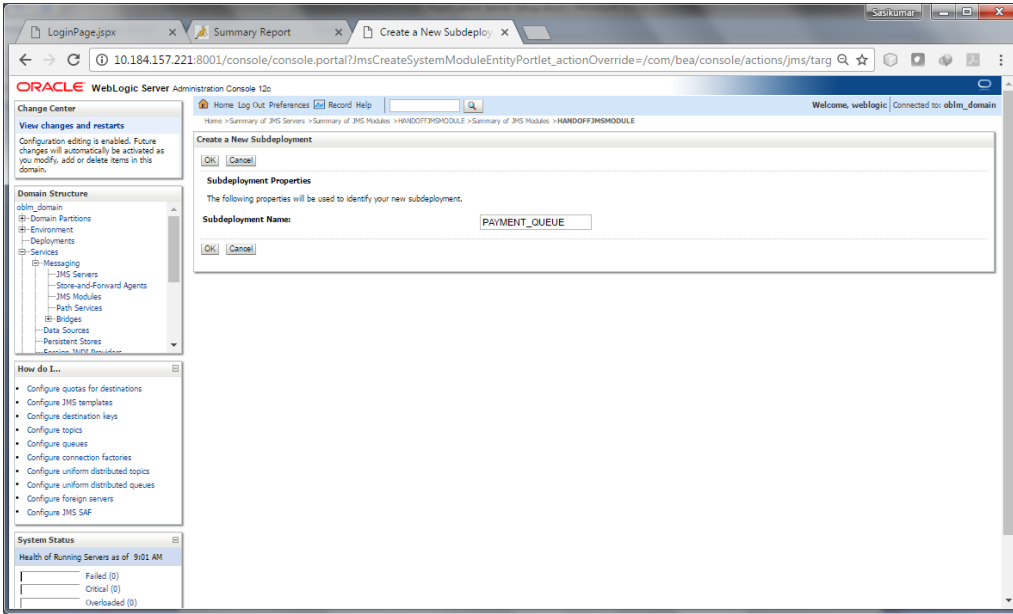 Sasikumar
LoginPage.jspx
Summary Report
Create a New Subdeploy
10.184.157.221:8001/console/console.portal?JmsCreateSystemModuleEntityPortlet_actionOverride=/com/bea/console/actions/jms/targ
ORACLE WebLogic Server Administration Console 12c
Change Center
View changes and restarts
Configuration editing is enabled. Future
changes will automatically be activated as
you modify, add or delete items in this
domain.
Domain Structure
oblm_domain
Domain Partitions
Environment
Deployments
Services
Messaging
JMS Servers
Store-and-Forward Agents
JMS Modules
Path Services
Bridges
Data Sources
Persistent Stores
Foreign JNDI Providers
How do I...
Configure quotas for destinations
Configure JMS templates
Configure destination keys
Configure topics
Configure queues
Configure connection factories
Configure uniform distributed topics
Configure uniform distributed queues
Configure foreign servers
Configure JMS SAF
System Status
Health of Running Servers as of 9:01 AM
Failed (0)
Critical (0)
Overloaded (0)
Home Log Out Preferences Record Help
Welcome, weblogic Connected to: oblm_domain
Home >Summary of JMS Servers >Summary of JMS Modules >HANDOFFJMSMODULE >Summary of JMS Modules >HANDOFFJMSMODULE
Create a New Subdeployment
OK Cancel
Subdeployment Properties
The following properties will be used to identify your new subdeployment.
Subdeployment Name: PAYMENT_QUEUE
OK Cancel